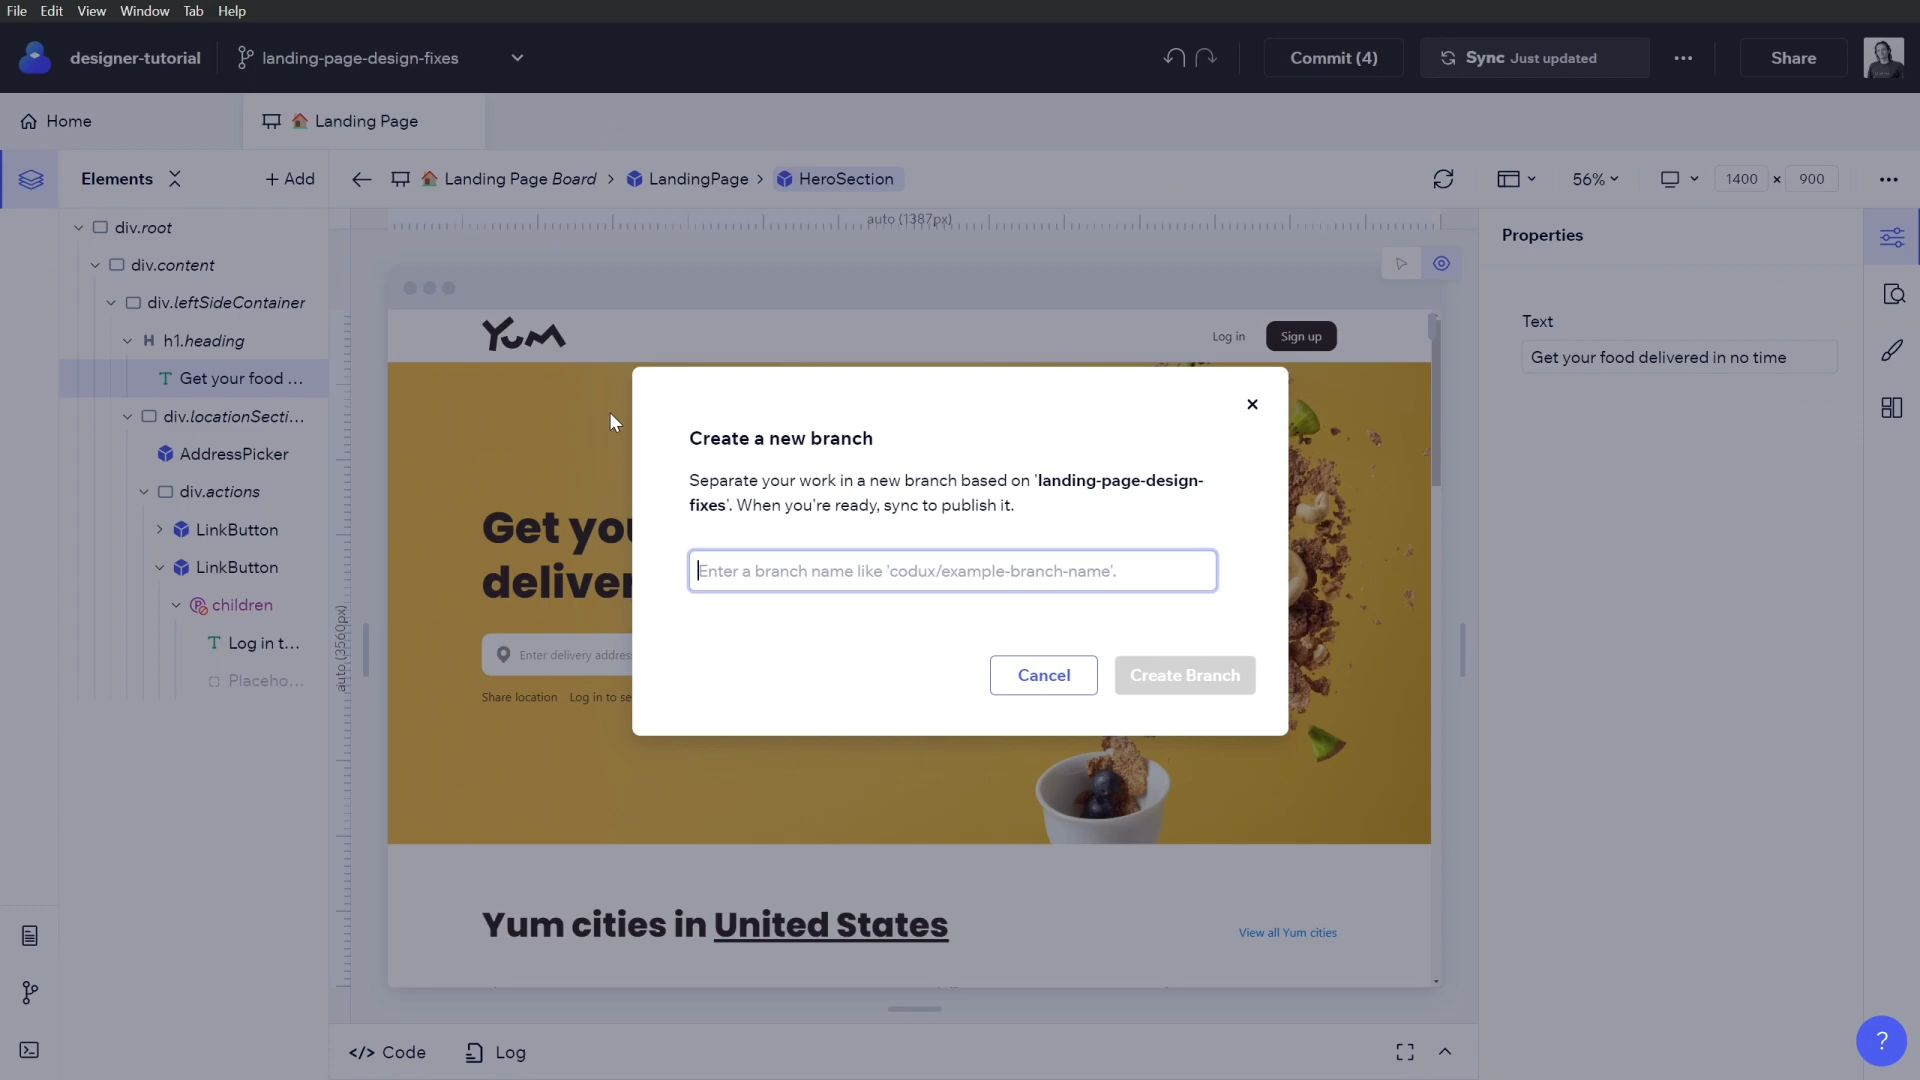 File Edit View Window Tab Help
designer-tutorial landing-page-design-fixes Commit (4) Sync Just updated ... Share
Home Landing Page
Elements + Add Landing Page Board > LandingPage > HeroSection 56% 1400 × 900 ...
auto (1387px)
div.root
div.content
div.leftSideContainer
H h1.heading
T Get your food ...
div.locationSecti...
AddressPicker
div.actions
LinkButton
LinkButton
children
T Log in t...
Placeho...
auto (3560px)
Yum Log in Sign up
Get you
deliver
Enter delivery addres
Share location Log in to se
Create a new branch
Separate your work in a new branch based on 'landing-page-design-
fixes'. When you're ready, sync to publish it.
Enter a branch name like 'codux/example-branch-name'.
Cancel Create Branch
Yum cities in United States
View all Yum cities
Properties
Text
Get your food delivered in no time
</> Code Log
?